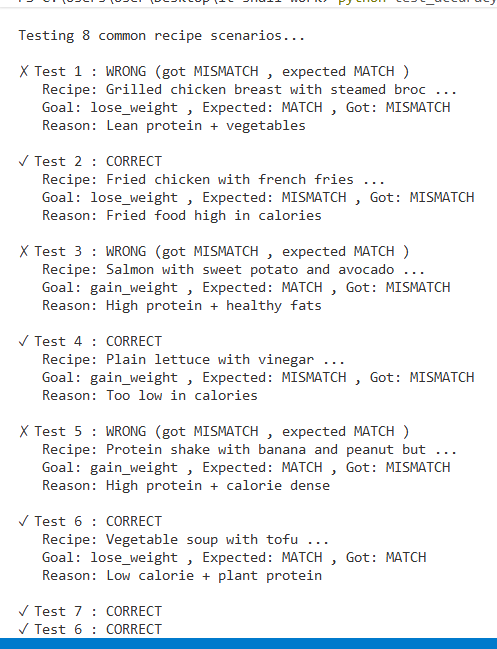 Testing 8 common recipe scenarios...
✗ Test 1 : WRONG (got MISMATCH , expected MATCH )
Recipe: Grilled chicken breast with steamed broc ...
Goal: lose_weight , Expected: MATCH , Got: MISMATCH
Reason: Lean protein + vegetables
✓ Test 2 : CORRECT
Recipe: Fried chicken with french fries ...
Goal: lose_weight , Expected: MISMATCH , Got: MISMATCH
Reason: Fried food high in calories
✗ Test 3 : WRONG (got MISMATCH , expected MATCH )
Recipe: Salmon with sweet potato and avocado ...
Goal: gain_weight , Expected: MATCH , Got: MISMATCH
Reason: High protein + healthy fats
✓ Test 4 : CORRECT
Recipe: Plain lettuce with vinegar ...
Goal: gain_weight , Expected: MISMATCH , Got: MISMATCH
Reason: Too low in calories
✗ Test 5 : WRONG (got MISMATCH , expected MATCH )
Recipe: Protein shake with banana and peanut but ...
Goal: gain_weight , Expected: MATCH , Got: MISMATCH
Reason: High protein + calorie dense
✓ Test 6 : CORRECT
Recipe: Vegetable soup with tofu ...
Goal: lose_weight , Expected: MATCH , Got: MATCH
Reason: Low calorie + plant protein
✓ Test 7 : CORRECT
✓ Test 6 : CORRECT